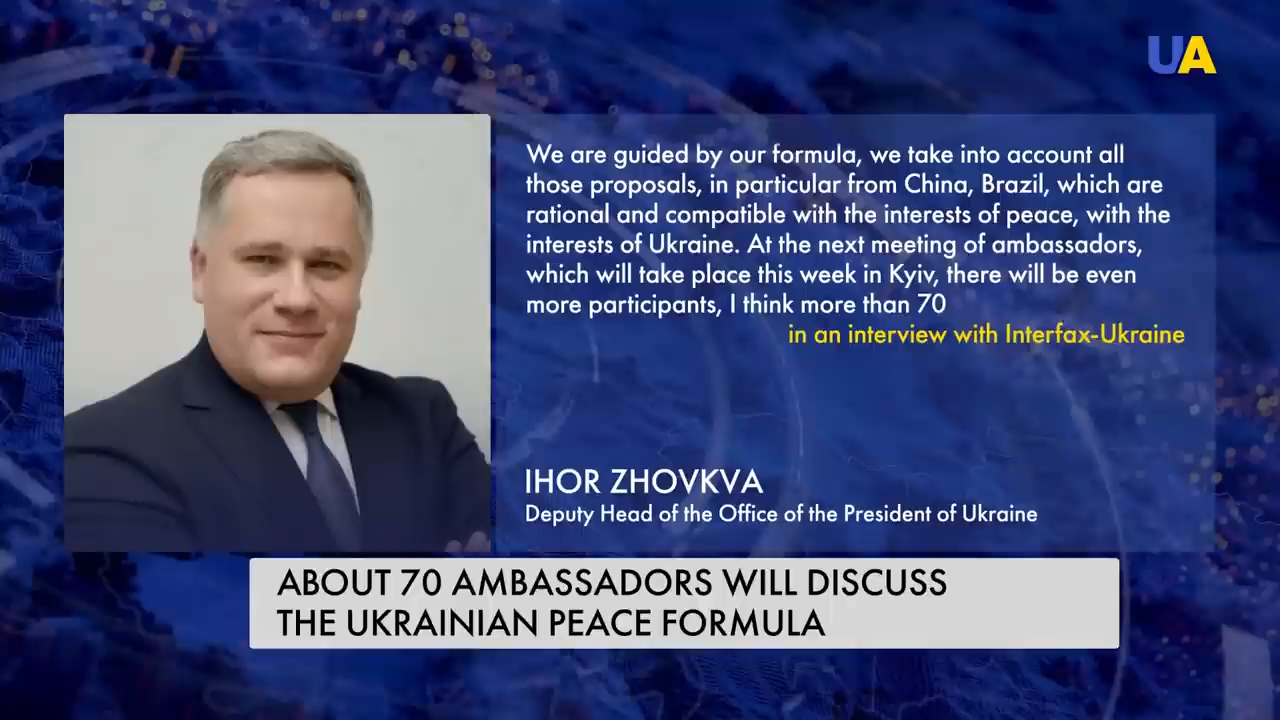 UA
We are guided by our formula, we take into account all
those proposals, in particular from China, Brazil, which are
rational and compatible with the interests of peace, with the
interests of Ukraine. At the next meeting of ambassadors,
which will take place this week in Kyiv, there will be even
more participants, I think more than 70
in an interview with Interfax-Ukraine
IHOR ZHOVKVA
Deputy Head of the Office of the President of Ukraine
ABOUT 70 AMBASSADORS WILL DISCUSS
THE UKRAINIAN PEACE FORMULA